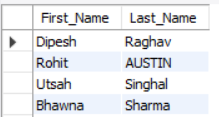 First_Name Last_Name
Dipesh Raghav
Rohit AUSTIN
Utsah Singhal
Bhawna Sharma